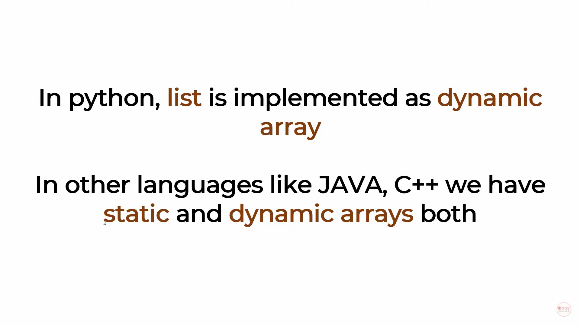 In python, list is implemented as dynamic
array
In other languages like JAVA, C++ we have
static and dynamic arrays both